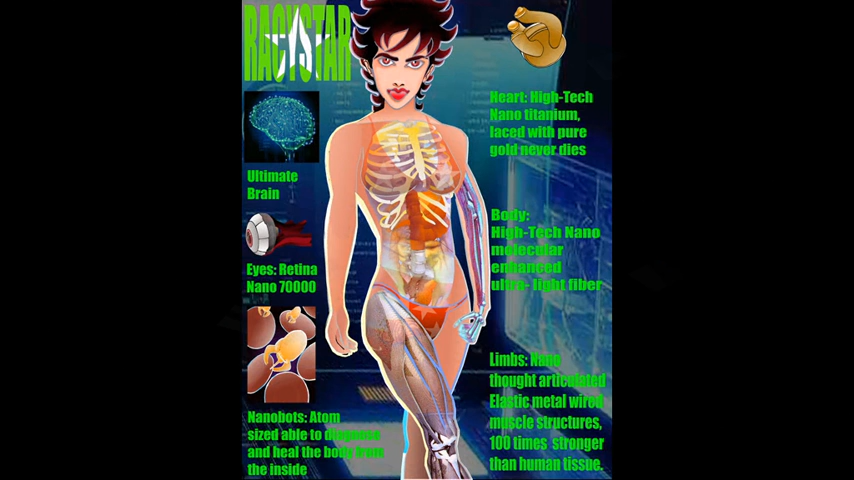 RACYSTAR
Ultimate
Brain
Eyes: Retina
Nano 70000
Nanobots: Atom
sized able to diagnose
and heal the body from
the inside
Heart: High-Tech
Nano titanium,
laced with pure
gold never dies
Body:
High-Tech Nano
molecular
enhanced
ultra- light fiber
Limbs: Nano
thought articulated
Elastic metal wired
muscle structures,
100 times stronger
than human tissue.